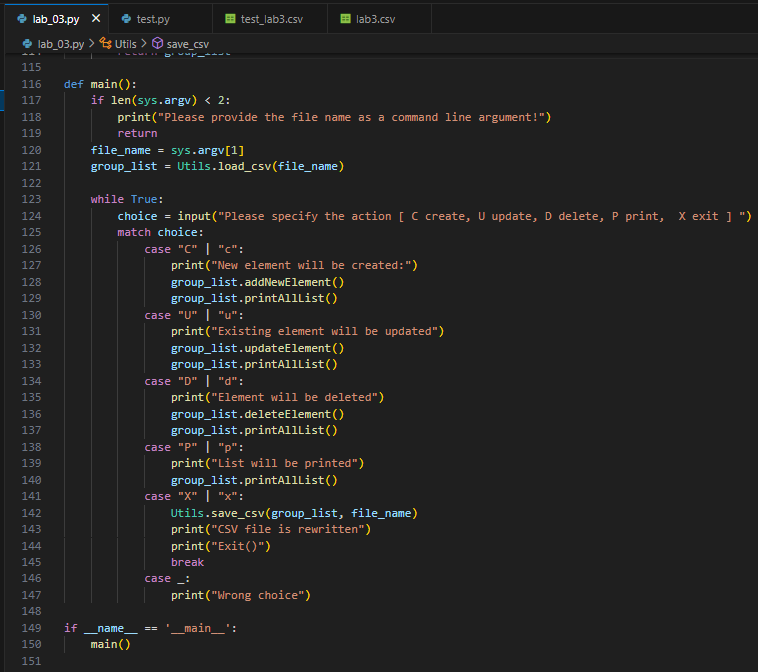 lab_03.py test.py test_lab3.csv lab3.csv
lab_03.py > Utils > save_csv
114 return group_list
115
116 def main():
117     if len(sys.argv) < 2:
118         print("Please provide the file name as a command line argument!")
119         return
120     file_name = sys.argv[1]
121     group_list = Utils.load_csv(file_name)
122
123     while True:
124         choice = input("Please specify the action [ C create, U update, D delete, P print,  X exit ] ")
125         match choice:
126             case "C" | "c":
127                 print("New element will be created:")
128                 group_list.addNewElement()
129                 group_list.printAllList()
130             case "U" | "u":
131                 print("Existing element will be updated")
132                 group_list.updateElement()
133                 group_list.printAllList()
134             case "D" | "d":
135                 print("Element will be deleted")
136                 group_list.deleteElement()
137                 group_list.printAllList()
138             case "P" | "p":
139                 print("List will be printed")
140                 group_list.printAllList()
141             case "X" | "x":
142                 Utils.save_csv(group_list, file_name)
143                 print("CSV file is rewritten")
144                 print("Exit()")
145                 break
146             case _:
147                 print("Wrong choice")
148
149 if __name__ == '__main__':
150     main()
151